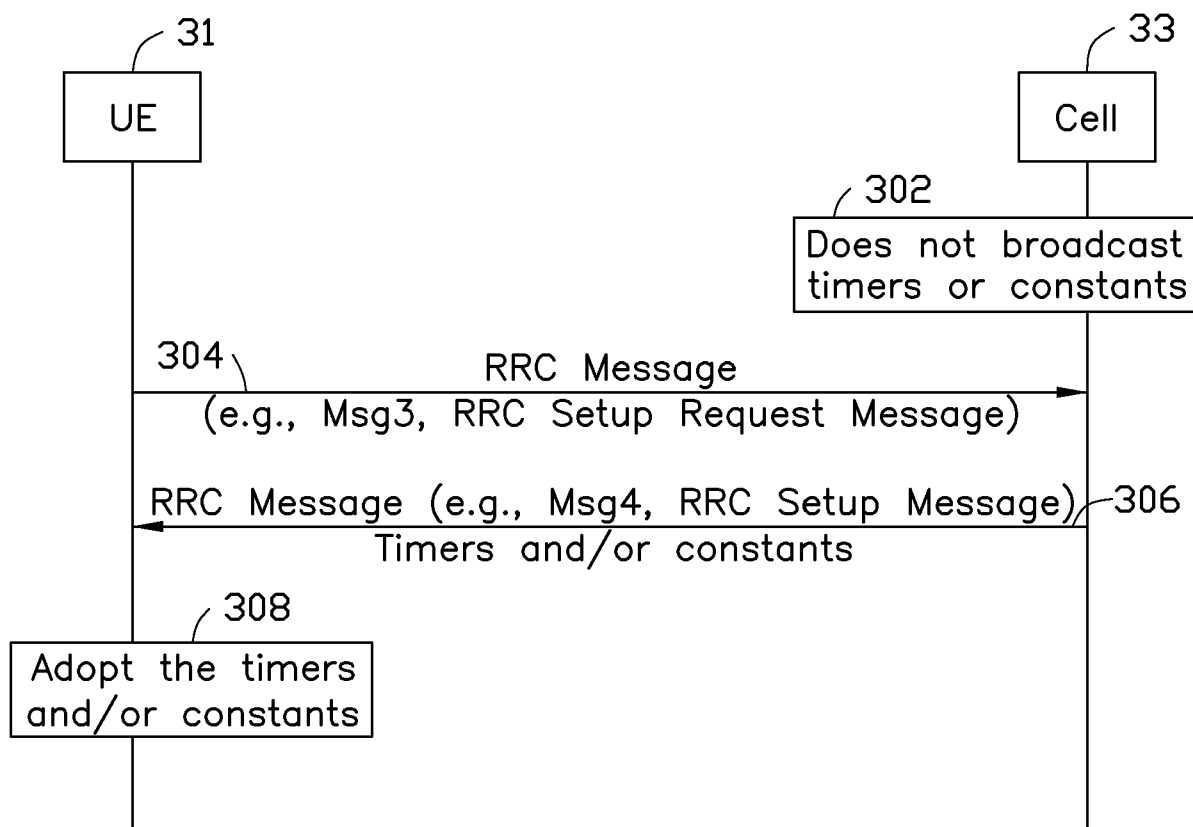 31
33
UE
Cell
302
Does not broadcast
timers or constants
304
RRC Message
(e.g., Msg3, RRC Setup Request Message)
RRC Message (e.g., Msg4, RRC Setup Message)
306
Timers and/or constants
308
Adopt the timers
and/or constants